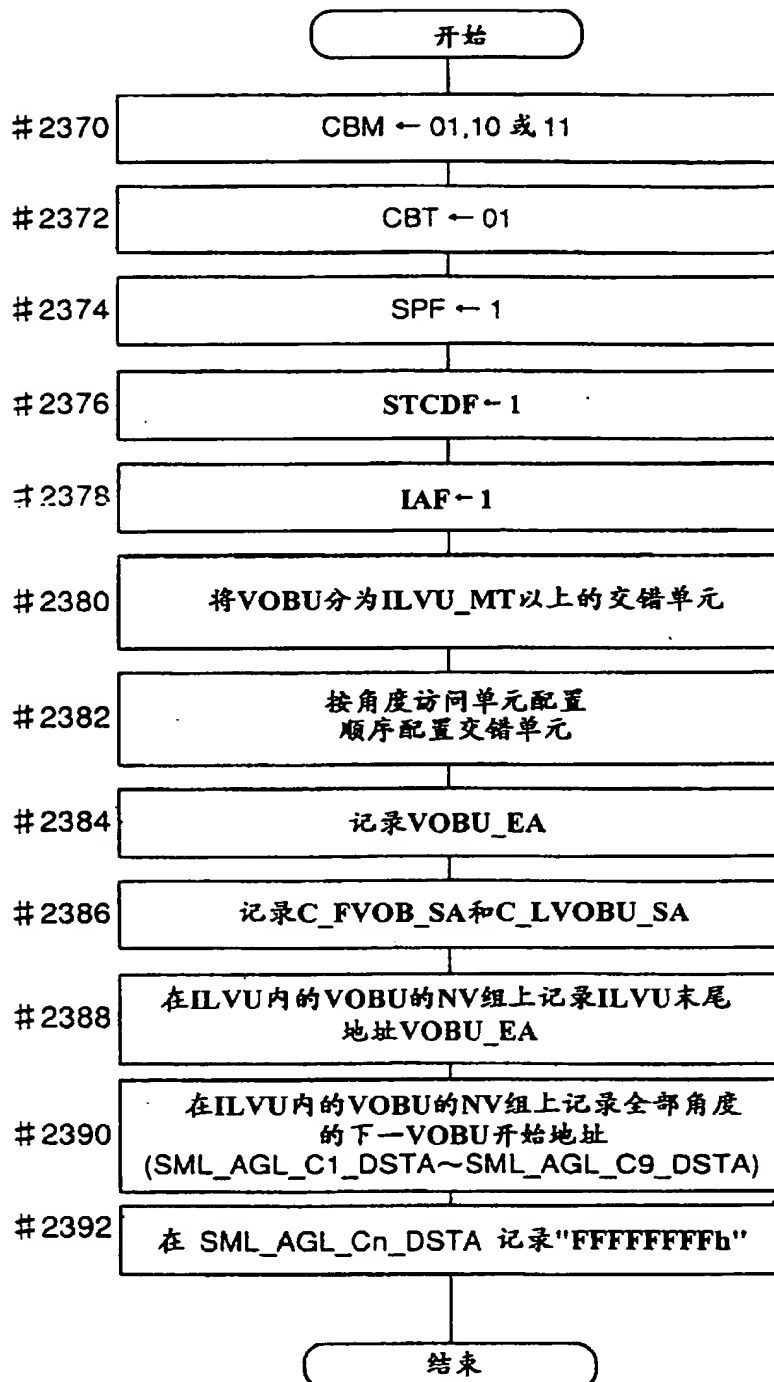 开始
#2370
CBM ← 01,10 或 11
#2372
CBT ← 01
#2374
SPF ← 1
#2376
STCDF ← 1
#2378
IAF ← 1
#2380
将VOBU分为ILVU_MT以上的交错单元
#2382
按角度访问单元配置
顺序配置交错单元
#2384
记录VOBU_EA
#2386
记录C_FVOB_SA和C_LVOBU_SA
#2388
在ILVU内的VOBU的NV组上记录ILVU末尾
地址VOBU_EA
#2390
在ILVU内的VOBU的NV组上记录全部角度
的下一VOBU开始地址
(SML_AGL_C1_DSTA~SML_AGL_C9_DSTA)
#2392
在 SML_AGL_Cn_DSTA 记录"FFFFFFFFh"
结束